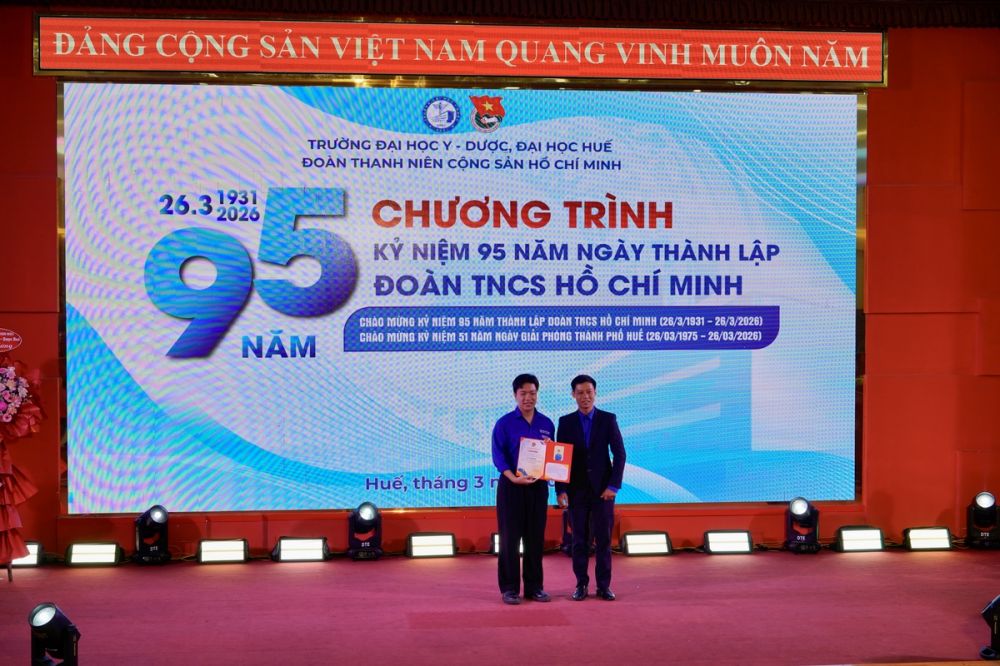 ĐẢNG CỘNG SẢN VIỆT NAM QUANG VINH MUÔN NĂM
TRƯỜNG ĐẠI HỌC Y - DƯỢC, ĐẠI HỌC HUẾ
ĐOÀN THANH NIÊN CỘNG SẢN HỒ CHÍ MINH
26.3 1931
2026
95
NĂM
CHƯƠNG TRÌNH
KỶ NIỆM 95 NĂM NGÀY THÀNH LẬP
ĐOÀN TNCS HỒ CHÍ MINH
CHÀO MỪNG KỶ NIỆM 95 NĂM THÀNH LẬP ĐOÀN TNCS HỒ CHÍ MINH (26/3/1931 – 26/3/2026)
CHÀO MỪNG KỶ NIỆM 51 NĂM NGÀY GIẢI PHÓNG THÀNH PHỐ HUẾ (26/03/1975 – 26/03/2026)
Huế, tháng 3